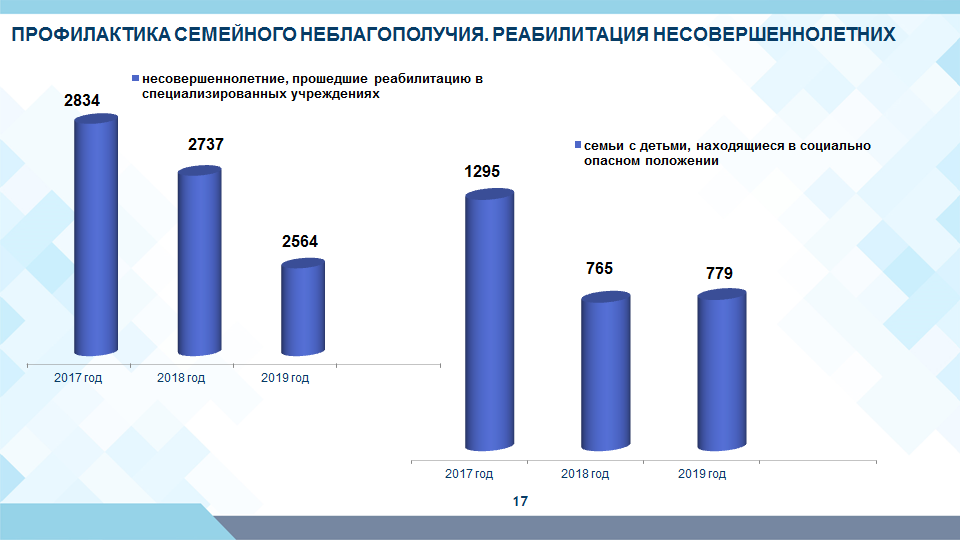 ПРОФИЛАКТИКА СЕМЕЙНОГО НЕБЛАГОПОЛУЧИЯ. РЕАБИЛИТАЦИЯ НЕСОВЕРШЕННОЛЕТНИХ
несовершеннолетние, прошедшие реабилитацию в
специализированных учреждениях
2834
2737
2564
2017 год
2018 год
2019 год
семьи с детьми, находящиеся в социально
опасном положении
1295
765
779
2017 год
2018 год
2019 год
17